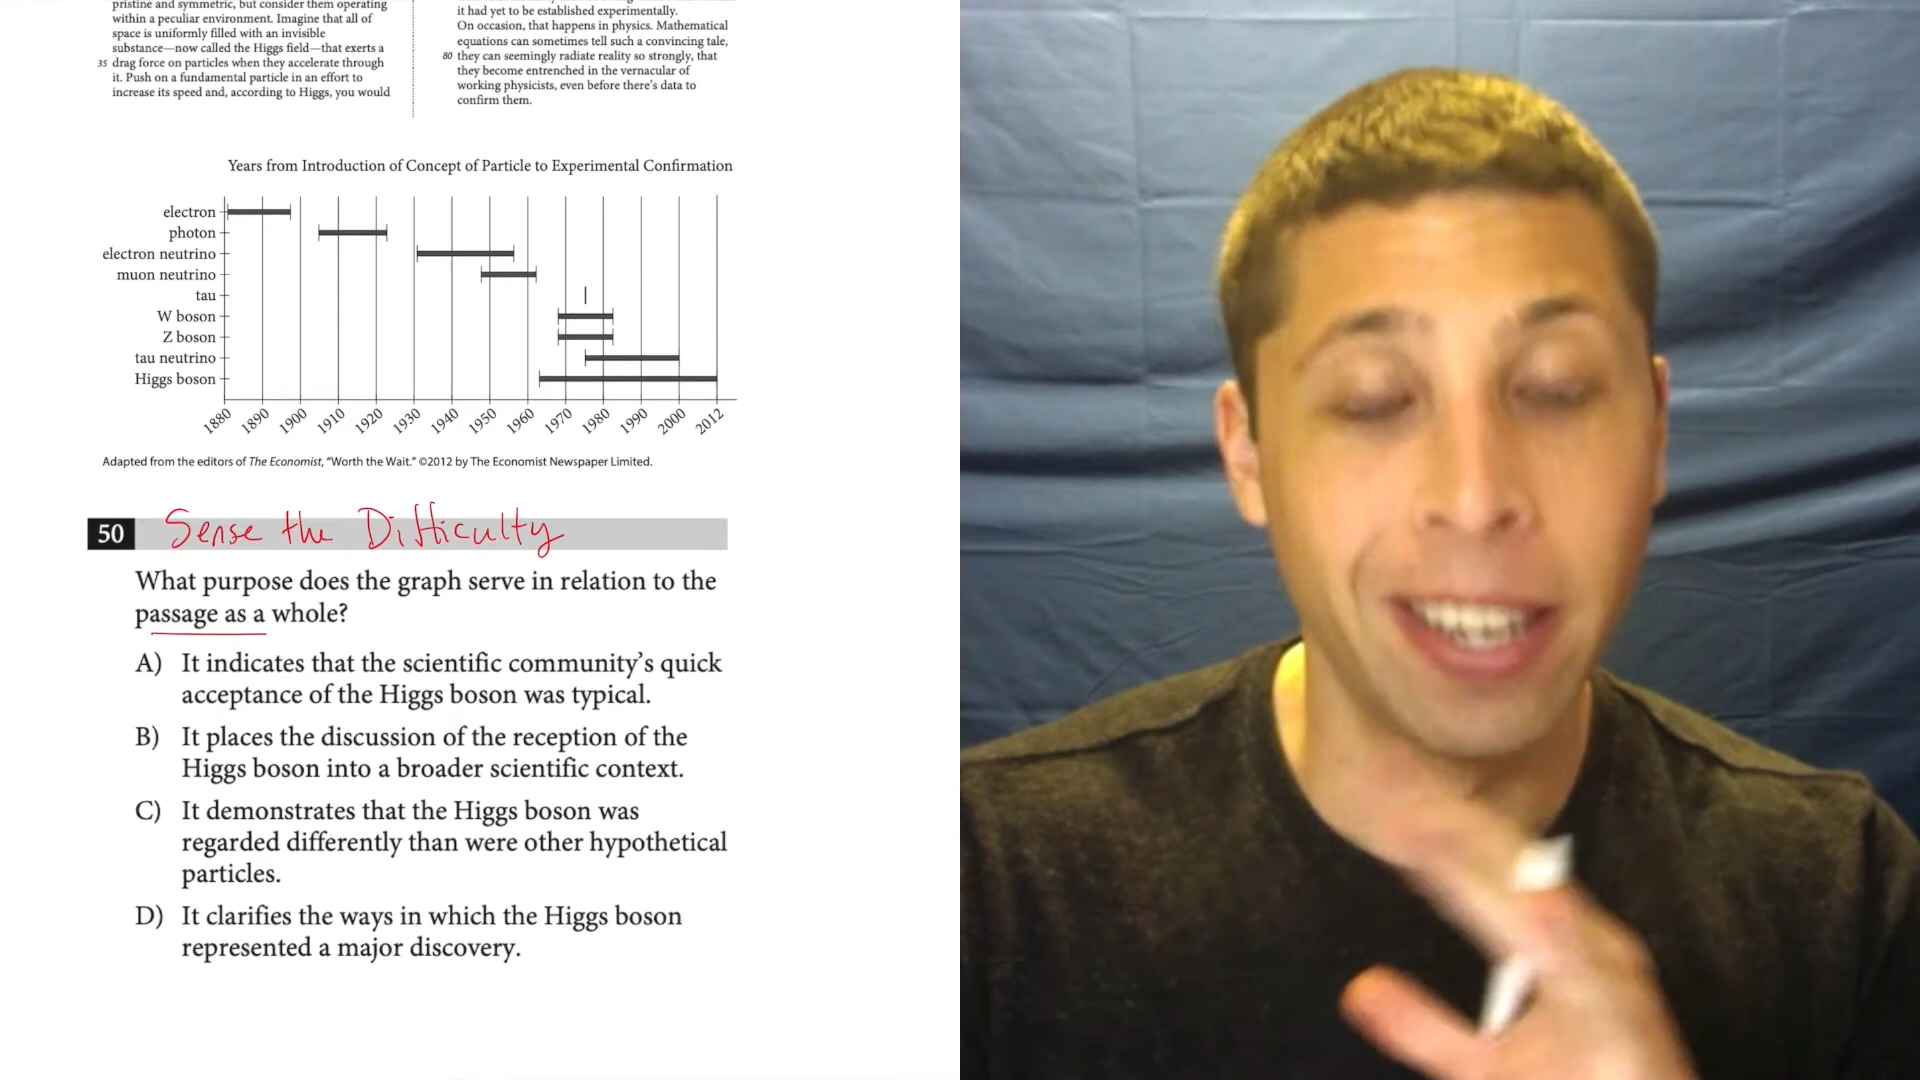 pristine and symmetric, but consider them operating
within a peculiar environment. Imagine that all of
space is uniformly filled with an invisible
substance—now called the Higgs field—that exerts a
35 drag force on particles when they accelerate through
it. Push on a fundamental particle in an effort to
increase its speed and, according to Higgs, you would
it had yet to be established experimentally.
On occasion, that happens in physics. Mathematical
equations can sometimes tell such a convincing tale,
80 they can seemingly radiate reality so strongly, that
they become entrenched in the vernacular of
working physicists, even before there's data to
confirm them.
Years from Introduction of Concept of Particle to Experimental Confirmation
electron
photon
electron neutrino
muon neutrino
tau
W boson
Z boson
tau neutrino
Higgs boson
1880 1890 1900 1910 1920 1930 1940 1950 1960 1970 1980 1990 2000 2012
Adapted from the editors of The Economist, “Worth the Wait.” ©2012 by The Economist Newspaper Limited.
50 Sense the Difficulty
What purpose does the graph serve in relation to the
passage as a whole?
A) It indicates that the scientific community's quick
acceptance of the Higgs boson was typical.
B) It places the discussion of the reception of the
Higgs boson into a broader scientific context.
C) It demonstrates that the Higgs boson was
regarded differently than were other hypothetical
particles.
D) It clarifies the ways in which the Higgs boson
represented a major discovery.